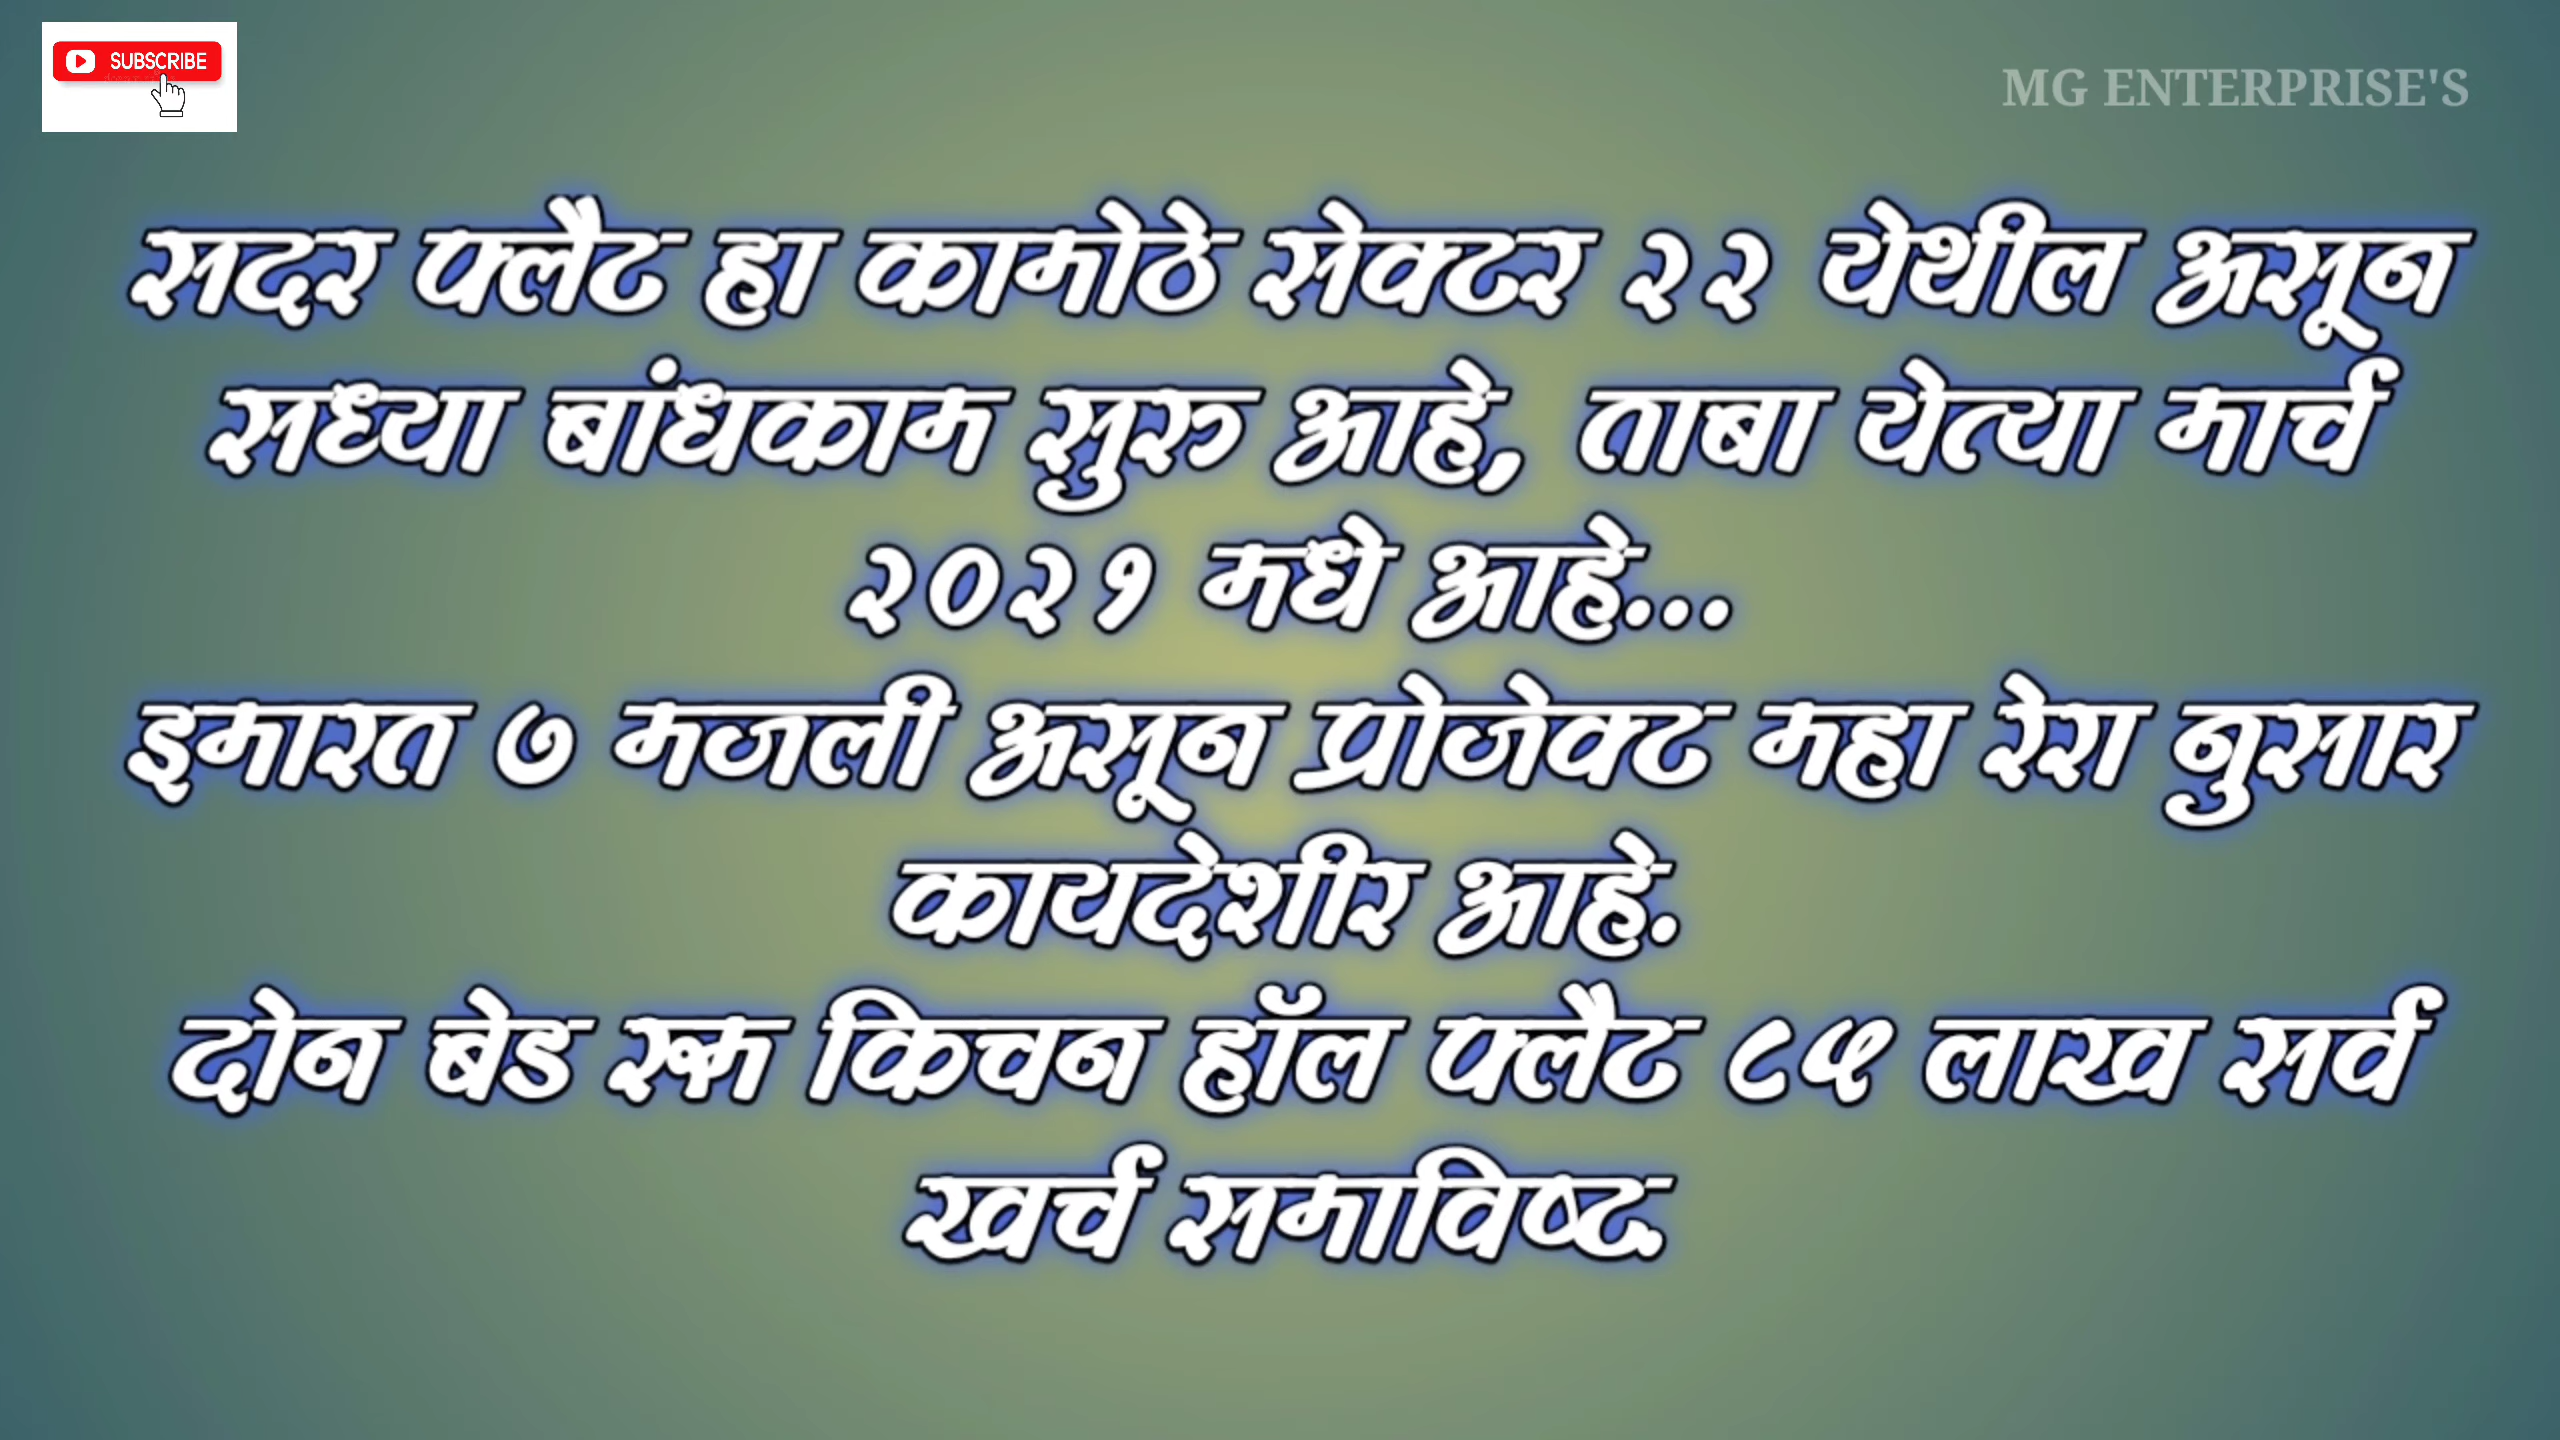 SUBSCRIBE
MG ENTERPRISE'S
सदर फ्लैट हा कामोठे सेक्टर २२ येथील असून
सध्या बांधकाम सुरु आहे, ताबा येत्या मार्च
२०२१ मधे आहे...
इमारत ७ मजली असून प्रोजेक्ट महा रेरा नुसार
कायदेशीर आहे.
दोन बेड रूम किचन हॉल फ्लैट ८५ लाख सर्व
खर्च समाविष्ट.